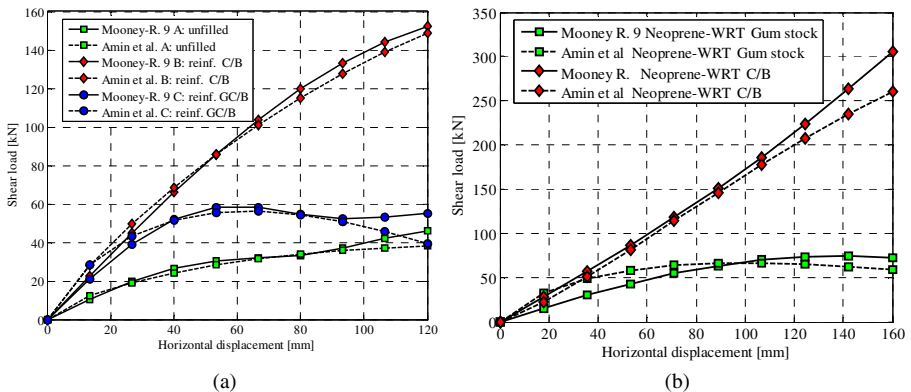 160
140
120
100
80
60
40
20
0
Shear load [kN]
Mooney-R. 9 A: unfilled
Amin et al. A: unfilled
Mooney-R. 9 B: reinf. C/B
Amin et al. B: reinf. C/B
Mooney-R. 9 C: reinf. GC/B
Amin et al. C: reinf. GC/B
0 20 40 60 80 100 120
Horizontal displacement [mm]
(a)
350
300
250
200
150
100
50
0
Shear load [kN]
Mooney R. 9 Neoprene-WRT Gum stock
Amin et al Neoprene-WRT Gum stock
Mooney R. Neoprene-WRT C/B
Amin et al Neoprene-WRT C/B
0 20 40 60 80 100 120 140 160
Horizontal displacement [mm]
(b)